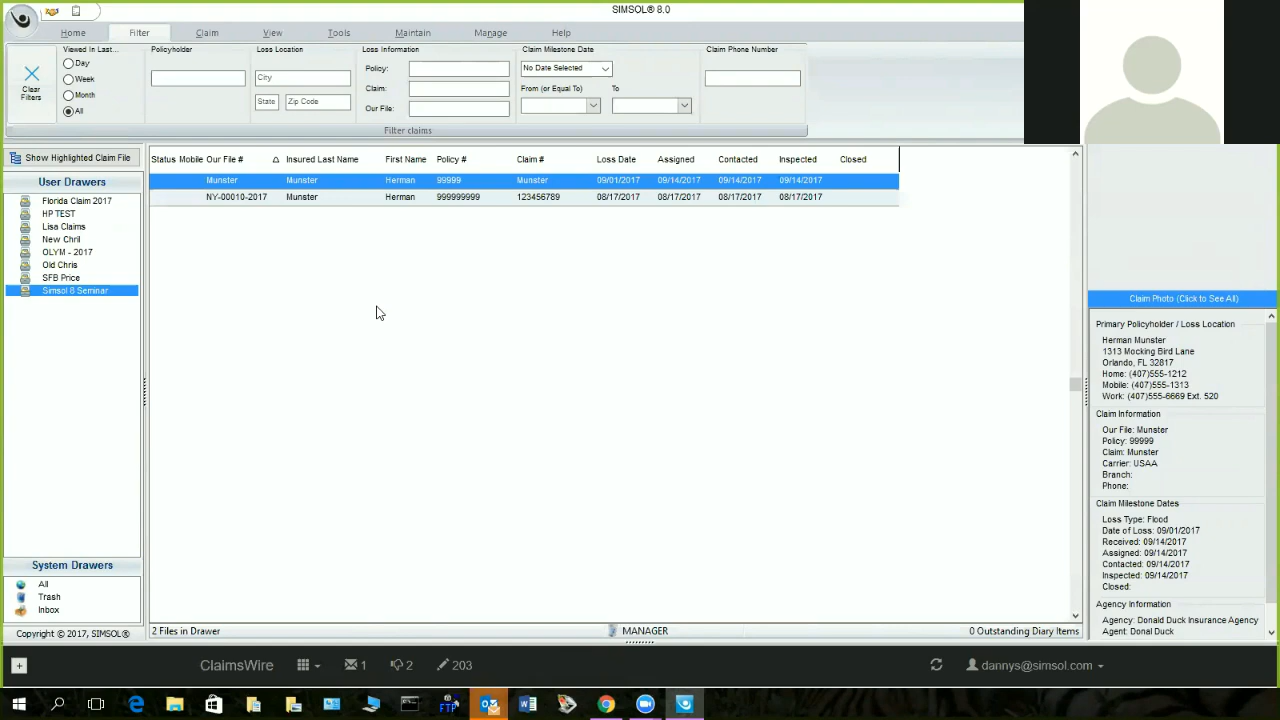 SIMSOL® 8.0
Home Filter Claim View Tools Maintain Manage Help
Viewed In Last... Policyholder Loss Location Loss Information Claim Milestone Date Claim Phone Number
Day
Week
Month
All
Clear
Filters
City
State Zip Code
Policy:
Claim:
Our File:
No Date Selected
From (or Equal To) To
Filter claims
Show Highlighted Claim File
User Drawers
Florida Claim 2017
HP TEST
Lisa Claims
New Chril
OLYM - 2017
Old Chris
SFB Price
Simsol 8 Seminar
System Drawers
All
Trash
Inbox
Copyright © 2017, SIMSOL®
Status Mobile Our File # Insured Last Name First Name Policy # Claim # Loss Date Assigned Contacted Inspected Closed
Munster Munster Herman 99999 Munster 09/01/2017 09/14/2017 09/14/2017 09/14/2017
NY-00010-2017 Munster Herman 999999999 123456789 08/17/2017 08/17/2017 08/17/2017 08/17/2017
2 Files in Drawer MANAGER 0 Outstanding Diary Items
Claim Photo (Click to See All)
Primary Policyholder / Loss Location
Herman Munster
1313 Mocking Bird Lane
Orlando, FL 32817
Home: (407)555-1212
Mobile: (407)555-1313
Work: (407)555-6669 Ext. 520
Claim Information
Our File: Munster
Policy: 99999
Claim: Munster
Carrier: USAA
Branch:
Phone:
Claim Milestone Dates
Loss Type: Flood
Date of Loss: 09/01/2017
Received: 09/14/2017
Assigned: 09/14/2017
Contacted: 09/14/2017
Inspected: 09/14/2017
Closed:
Agency Information
Agency: Donald Duck Insurance Agency
Agent: Donal Duck
ClaimsWire 1 2 203 dannys@simsol.com
FTP